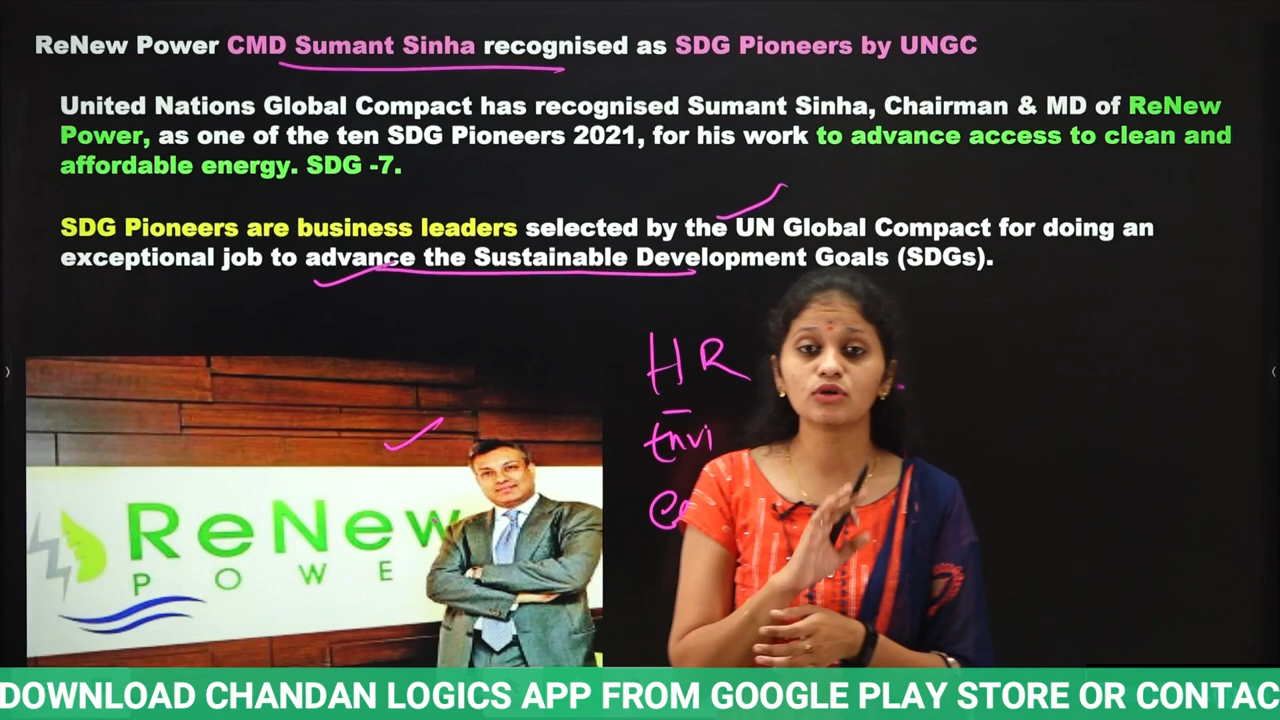 ReNew Power CMD Sumant Sinha recognised as SDG Pioneers by UNGC
United Nations Global Compact has recognised Sumant Sinha, Chairman & MD of ReNew
Power, as one of the ten SDG Pioneers 2021, for his work to advance access to clean and
affordable energy. SDG -7.
SDG Pioneers are business leaders selected by the UN Global Compact for doing an
exceptional job to advance the Sustainable Development Goals (SDGs).
HR
Envi
ReNew
POWE
DOWNLOAD CHANDAN LOGICS APP FROM GOOGLE PLAY STORE OR CONTAC